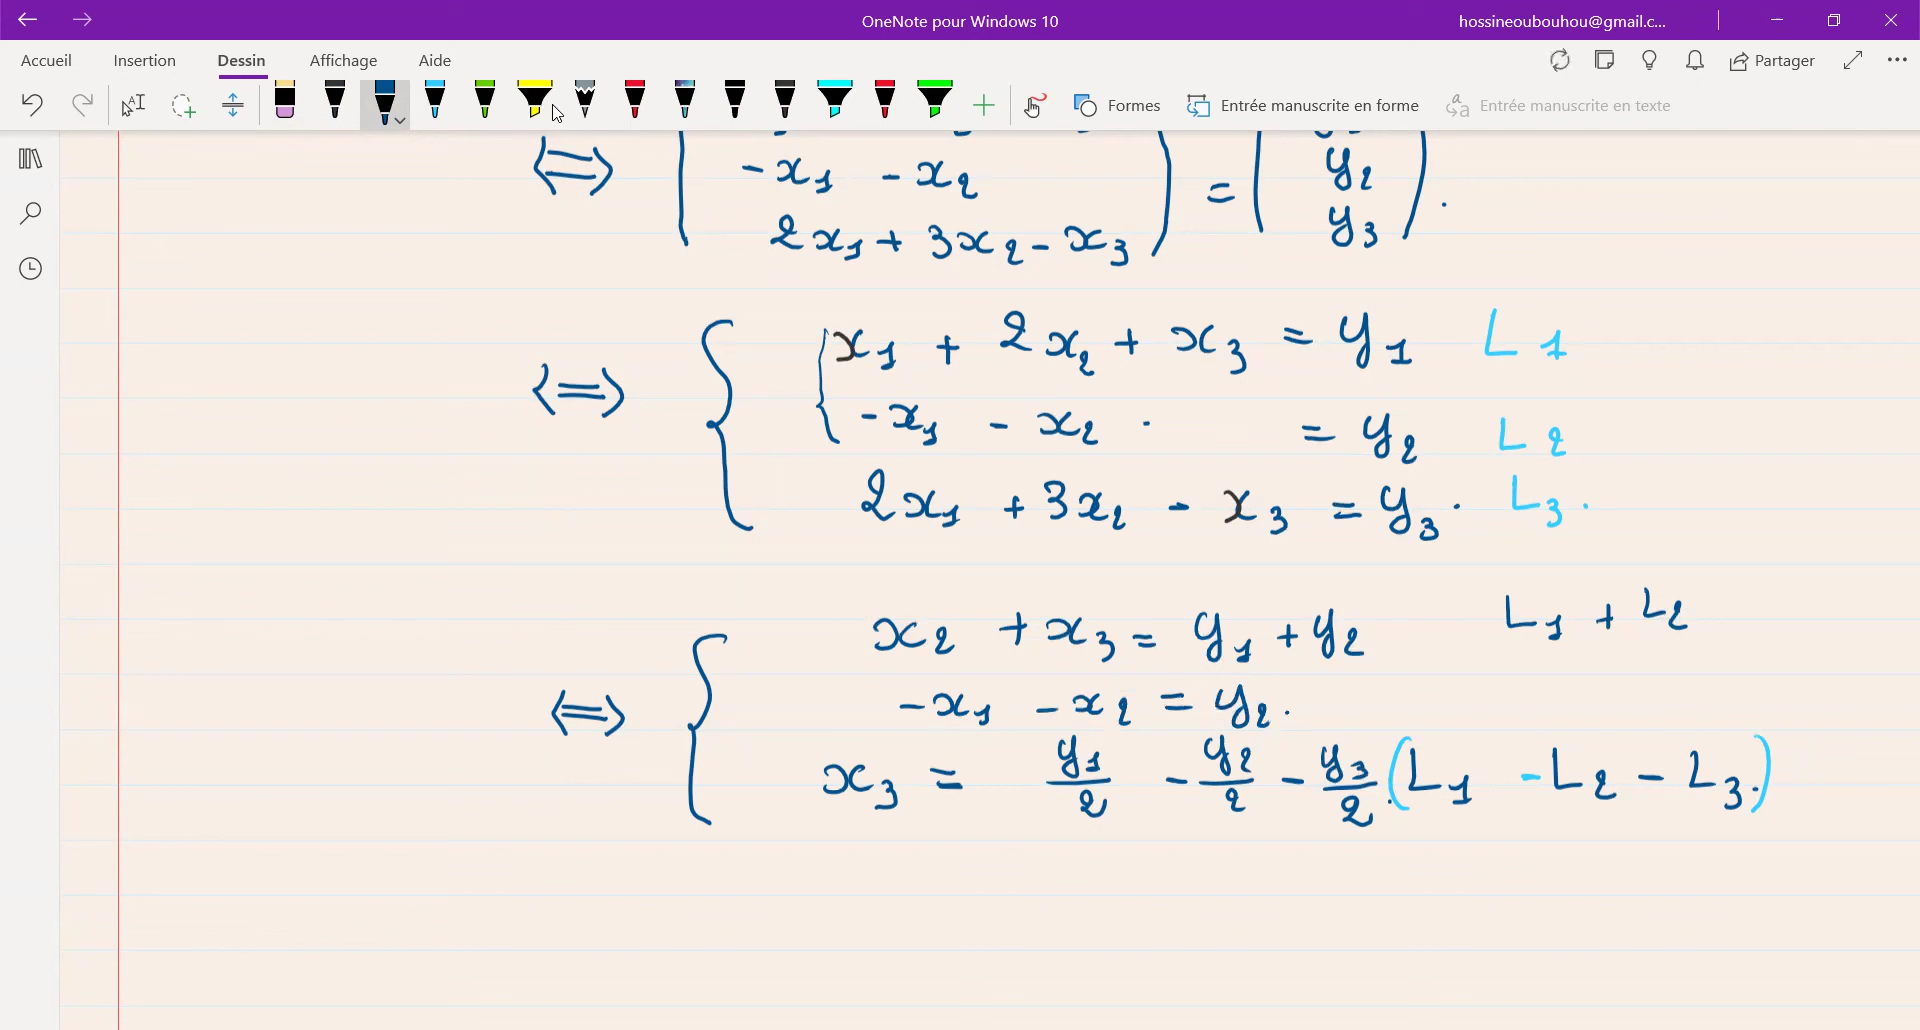 OneNote pour Windows 10
hossineoubouhou@gmail.c...
Accueil Insertion Dessin Affichage Aide
Partager
Formes Entrée manuscrite en forme Entrée manuscrite en texte
⟺ ( -x₁ - x₂ ) = ( y₂ ) .
2x₁ + 3x₂ - x₃ y₃
x₁ + 2x₂ + x₃ = y₁ L1
⟺ { -x₁ - x₂ . = y₂ L2
2x₁ + 3x₂ - x₃ = y₃ . L3 .
x₂ + x₃ = y₁ + y₂ L₁ + L₂
⟺ { -x₁ - x₂ = y₂ .
x₃ = y₁/2 - y₂/2 - y₃/2 . (L₁ - L₂ - L₃.)